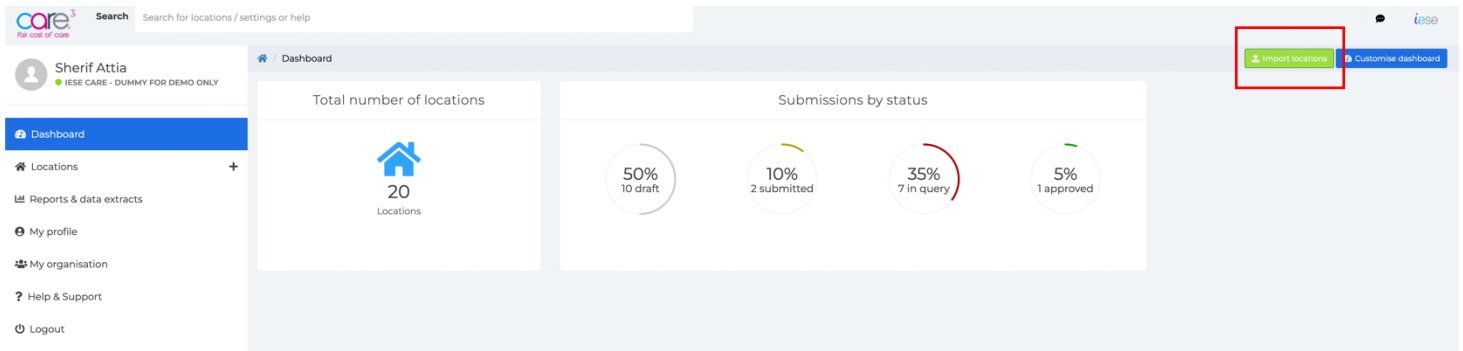 care3
fair cost of care
Search
Search for locations / settings or help
iese
Sherif Attia
IESE CARE - DUMMY FOR DEMO ONLY
/ Dashboard
Import locations
Customise dashboard
Dashboard
Locations +
Reports & data extracts
My profile
My organisation
? Help & Support
Logout
Total number of locations
20
Locations
Submissions by status
50%
10 draft
10%
2 submitted
35%
7 in query
5%
1 approved